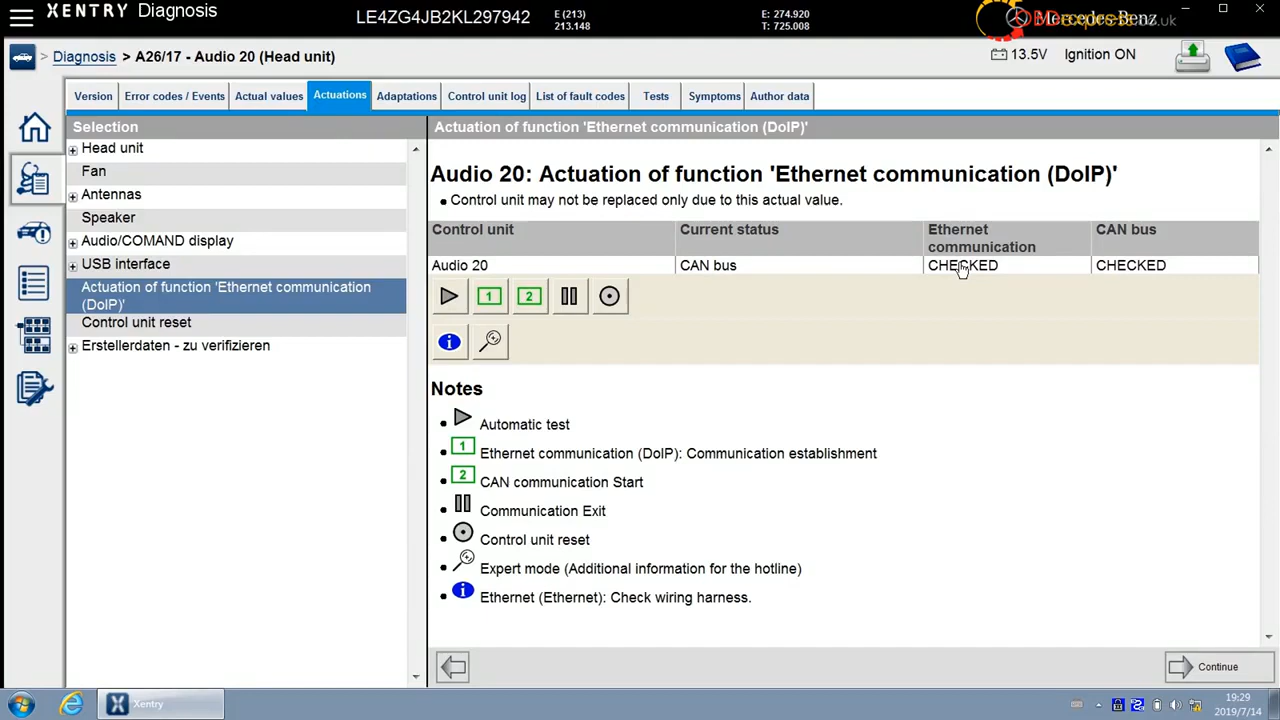 XENTRY Diagnosis
LE4ZG4JB2KL297942
E (213)
213.148
E: 274.920
T: 725.008
Mercedes-Benz
> Diagnosis > A26/17 - Audio 20 (Head unit)
13.5V Ignition ON
Version Error codes / Events Actual values Actuations Adaptations Control unit log List of fault codes Tests Symptoms Author data
Selection
Head unit
Fan
Antennas
Speaker
Audio/COMAND display
USB interface
Actuation of function 'Ethernet communication
(DoIP)'
Control unit reset
Erstellerdaten - zu verifizieren
Actuation of function 'Ethernet communication (DoIP)'
Audio 20: Actuation of function 'Ethernet communication (DoIP)'
• Control unit may not be replaced only due to this actual value.
Control unit Current status Ethernet communication CAN bus
Audio 20 CAN bus CHECKED CHECKED
1 2
i
Notes
• Automatic test
• 1 Ethernet communication (DoIP): Communication establishment
• 2 CAN communication Start
• Communication Exit
• Control unit reset
• Expert mode (Additional information for the hotline)
• i Ethernet (Ethernet): Check wiring harness.
Continue
Xentry
19:29
2019/7/14